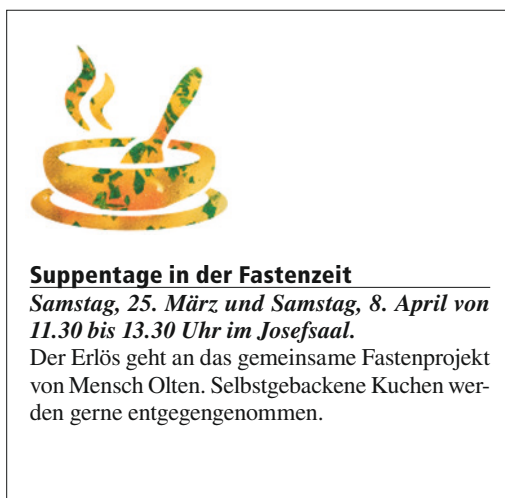 Suppentage in der Fastenzeit
Samstag, 25. März und Samstag, 8. April von
11.30 bis 13.30 Uhr im Josefsaal.
Der Erlös geht an das gemeinsame Fastenprojekt
von Mensch Olten. Selbstgebackene Kuchen wer-
den gerne entgegengenommen.